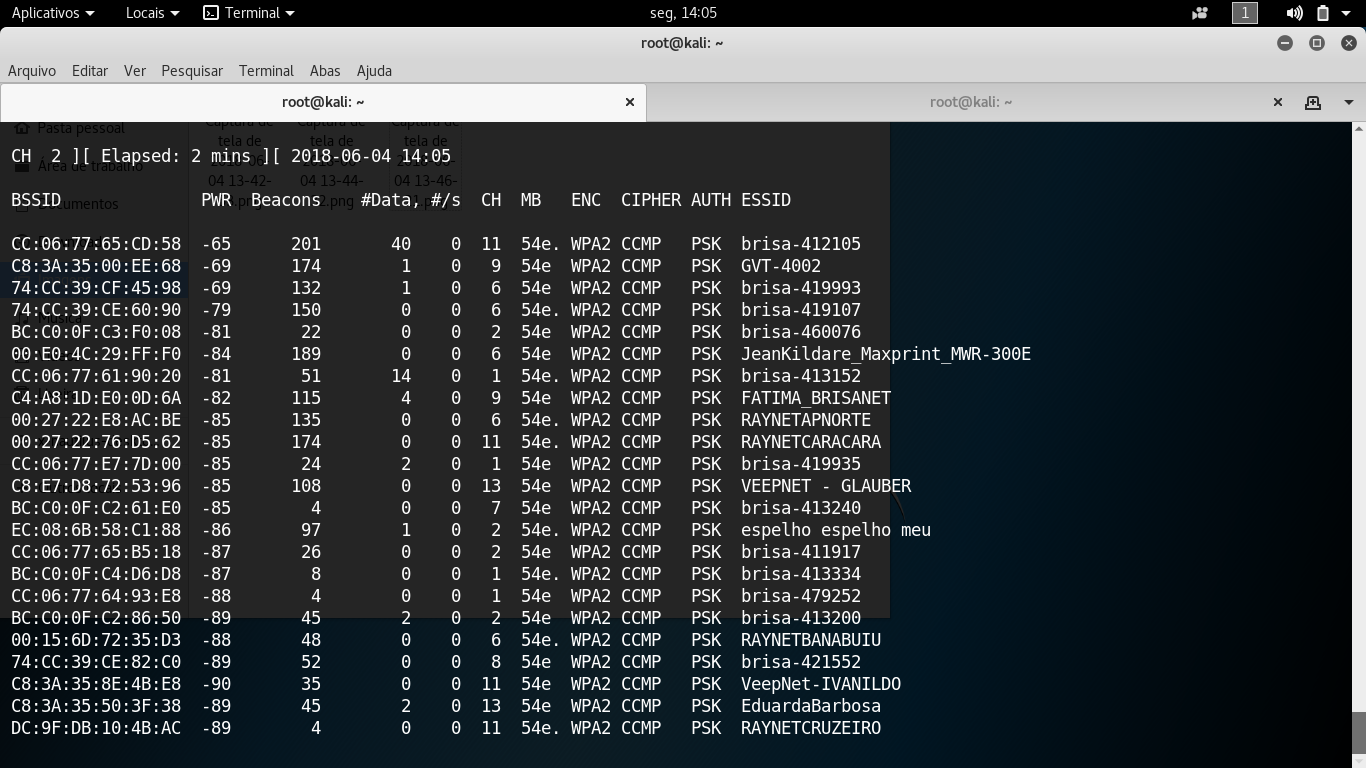 Aplicativos Locais Terminal seg, 14:05 1
root@kali: ~
Arquivo Editar Ver Pesquisar Terminal Abas Ajuda
root@kali: ~ root@kali: ~
Pasta pessoal
tela de tela de tela de
CH 2 ][ Elapsed: 2 mins ][ 2018-06-04 14:05
Área de trabalho
04 13-42- 04 13-44- 04 13-46-
BSSID PWR Beacons #Data, #/s CH MB ENC CIPHER AUTH ESSID
CC:06:77:65:CD:58 -65 201 40 0 11 54e. WPA2 CCMP PSK brisa-412105
C8:3A:35:00:EE:68 -69 174 1 0 9 54e WPA2 CCMP PSK GVT-4002
74:CC:39:CF:45:98 -69 132 1 0 6 54e WPA2 CCMP PSK brisa-419993
74:CC:39:CE:60:90 -79 150 0 0 6 54e. WPA2 CCMP PSK brisa-419107
BC:C0:0F:C3:F0:08 -81 22 0 0 2 54e WPA2 CCMP PSK brisa-460076
00:E0:4C:29:FF:F0 -84 189 0 0 6 54e WPA2 CCMP PSK JeanKildare_Maxprint_MWR-300E
CC:06:77:61:90:20 -81 51 14 0 1 54e. WPA2 CCMP PSK brisa-413152
C4:A8:1D:E0:0D:6A -82 115 4 0 9 54e WPA2 CCMP PSK FATIMA_BRISANET
00:27:22:E8:AC:BE -85 135 0 0 6 54e. WPA2 CCMP PSK RAYNETAPNORTE
00:27:22:76:D5:62 -85 174 0 0 11 54e. WPA2 CCMP PSK RAYNETCARACARA
CC:06:77:E7:7D:00 -85 24 2 0 1 54e. WPA2 CCMP PSK brisa-419935
C8:E7:D8:72:53:96 -85 108 0 0 13 54e. WPA2 CCMP PSK VEEPNET - GLAUBER
BC:C0:0F:C2:61:E0 -85 4 0 0 7 54e WPA2 CCMP PSK brisa-413240
EC:08:6B:58:C1:88 -86 97 1 0 2 54e. WPA2 CCMP PSK espelho espelho meu
CC:06:77:65:B5:18 -87 26 0 0 2 54e. WPA2 CCMP PSK brisa-411917
BC:C0:0F:C4:D6:D8 -87 8 0 0 1 54e. WPA2 CCMP PSK brisa-413334
CC:06:77:64:93:E8 -88 4 0 0 1 54e. WPA2 CCMP PSK brisa-479252
BC:C0:0F:C2:86:50 -89 45 2 0 2 54e WPA2 CCMP PSK brisa-413200
00:15:6D:72:35:D3 -88 48 0 0 6 54e. WPA2 CCMP PSK RAYNETBANABUIU
74:CC:39:CE:82:C0 -89 52 0 0 8 54e WPA2 CCMP PSK brisa-421552
C8:3A:35:8E:4B:E8 -90 35 0 0 11 54e WPA2 CCMP PSK VeepNet-IVANILDO
C8:3A:35:50:3F:38 -89 45 2 0 13 54e WPA2 CCMP PSK EduardaBarbosa
DC:9F:DB:10:4B:AC -89 4 0 0 11 54e. WPA2 CCMP PSK RAYNETCRUZEIRO